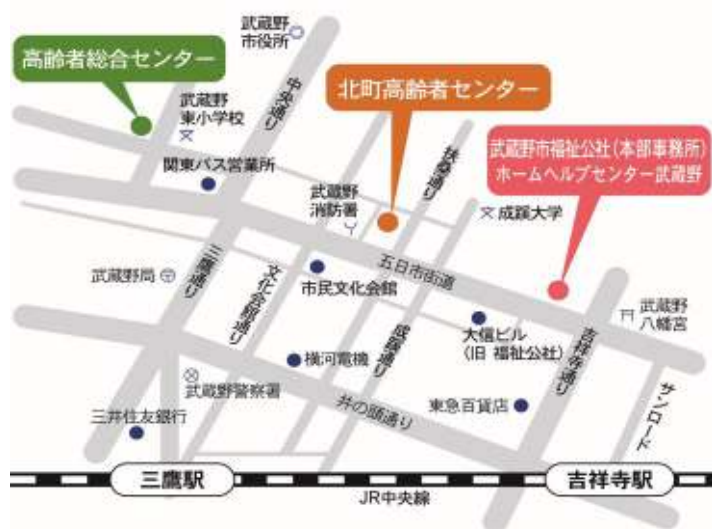 武蔵野
市役所
高齢者総合センター
中央通り
武蔵野
東小学校
北町高齢者センター
扶桑通り
武蔵野市福祉公社(本部事務所)
ホームヘルプセンター武蔵野
関東バス営業所
武蔵野
消防署
成蹊大学
三鷹通り
武蔵野局
文化会館通り
市民文化会館
五日市街道
成蹊通り
大信ビル
(旧 福祉公社)
吉祥寺通り
武蔵野
八幡宮
横河電機
武蔵野警察署
井の頭通り
東急百貨店
サンロード
三井住友銀行
三鷹駅
JR中央線
吉祥寺駅